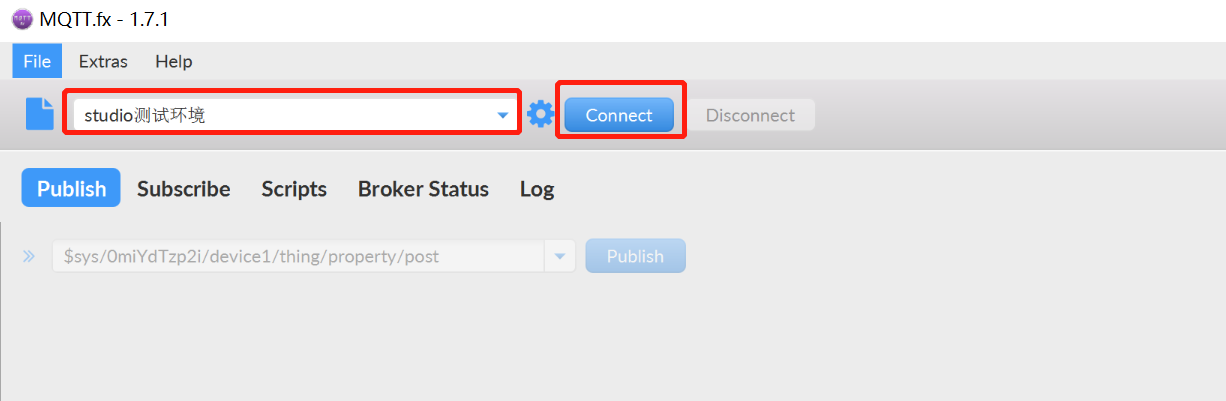 MQTT.fx - 1.7.1
File Extras Help
studio测试环境 Connect Disconnect
Publish Subscribe Scripts Broker Status Log
$sys/0miYdTzp2i/device1/thing/property/post Publish